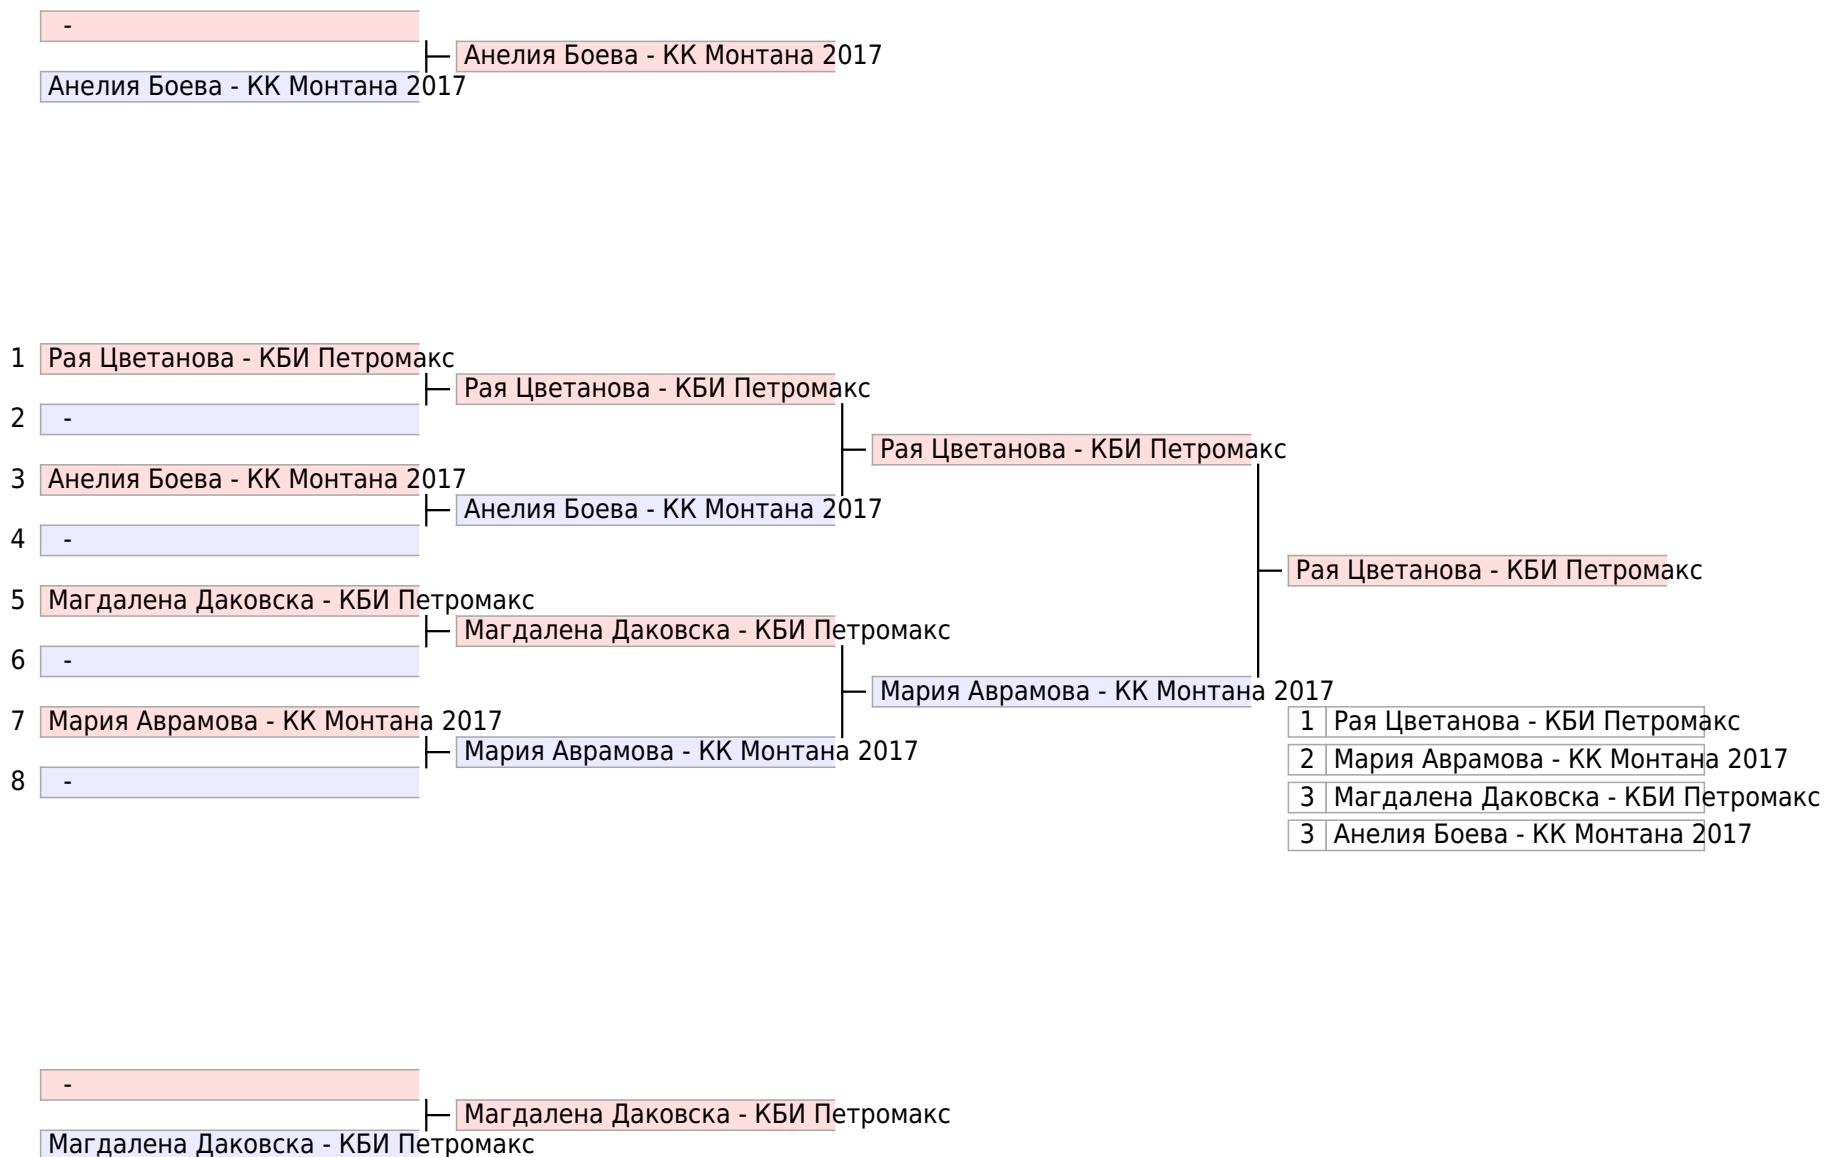 -
Анелия Боева - КК Монтана 2017
Анелия Боева - КК Монтана 2017
1 Рая Цветанова - КБИ Петромакс
Рая Цветанова - КБИ Петромакс
2 -
Рая Цветанова - КБИ Петромакс
3 Анелия Боева - КК Монтана 2017
Анелия Боева - КК Монтана 2017
4 -
Рая Цветанова - КБИ Петромакс
5 Магдалена Даковска - КБИ Петромакс
Магдалена Даковска - КБИ Петромакс
6 -
Мария Аврамова - КК Монтана 2017
7 Мария Аврамова - КК Монтана 2017
Мария Аврамова - КК Монтана 2017
8 -
1 Рая Цветанова - КБИ Петромакс
2 Мария Аврамова - КК Монтана 2017
3 Магдалена Даковска - КБИ Петромакс
3 Анелия Боева - КК Монтана 2017
-
Магдалена Даковска - КБИ Петромакс
Магдалена Даковска - КБИ Петромакс